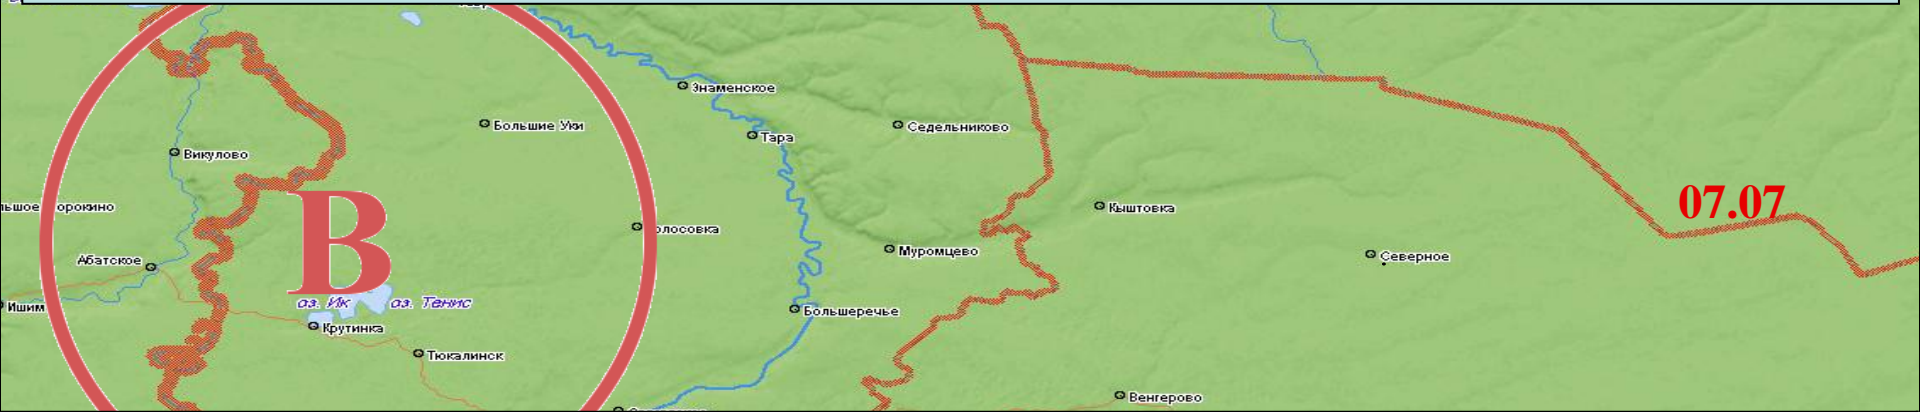 Знаменское
Большие Уки
Тара
Седельниково
Викулово
В
07.07
Кыштовка
Муромцево
Абатское
Северное
оз. Ик
оз. Тенис
Ишим
Большеречье
Крутинка
Тюкалинск
Венгерово